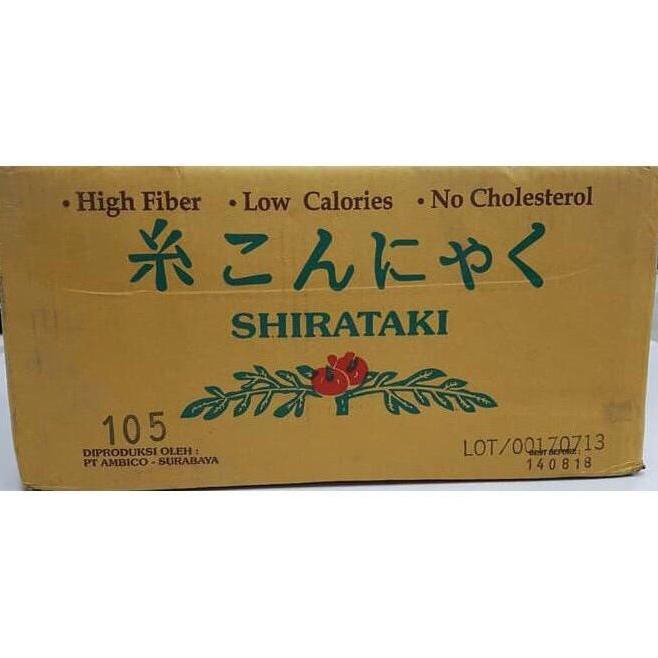 • High Fiber • Low Calories • No Cholesterol
糸こんにゃく
SHIRATAKI
105
DIPRODUKSI OLEH :
PT AMBICO - SURABAYA
LOT/00170713
BEST BEFORE :
140818